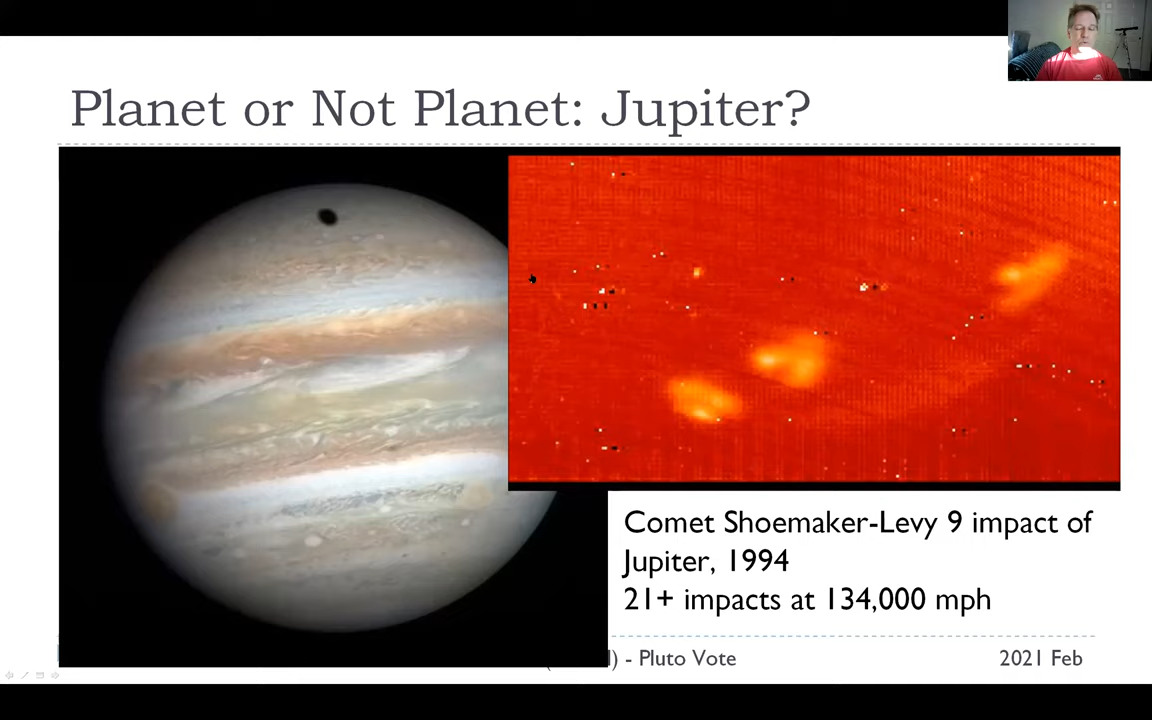 Planet or Not Planet: Jupiter?
Comet Shoemaker-Levy 9 impact of
Jupiter, 1994
21+ impacts at 134,000 mph
- Pluto Vote
2021 Feb